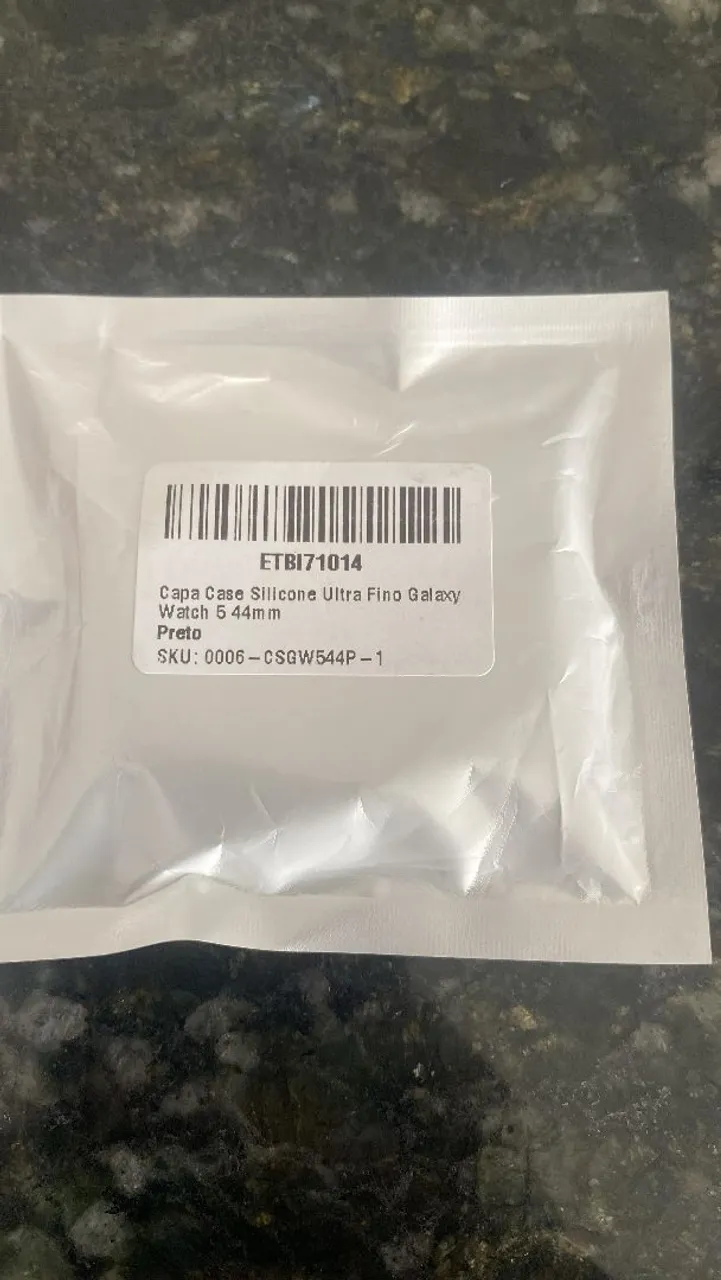 ETBI71014
Capa Case Silicone Ultra Fino Galaxy
Watch 5 44mm
Preto
SKU: 0006-CSGW544P-1